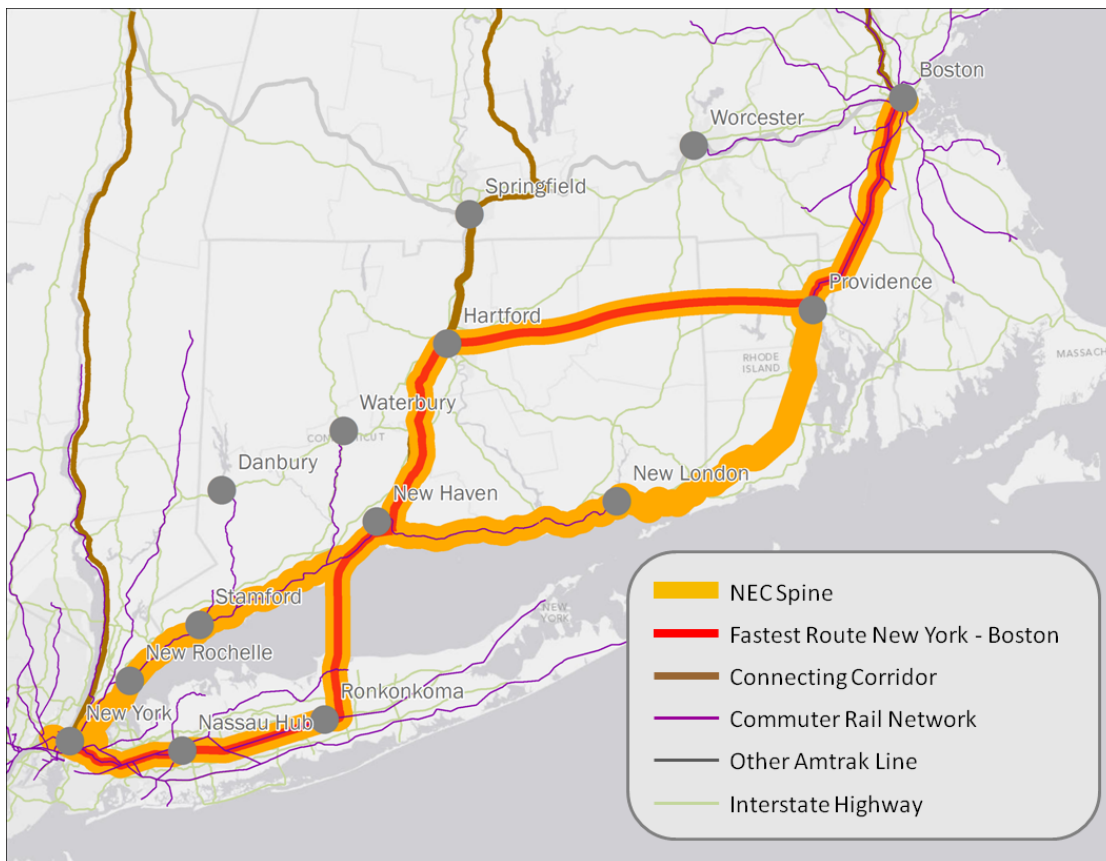 Boston
Worcester
Springfield
Providence
Hartford
RHODE
ISLAND
MASSACH
Waterbury
CONNECTICUT
Danbury
New London
New Haven
Stamford
NEW
YORK
New Rochelle
Ronkonkoma
New York
Nassau Hub
NEC Spine
Fastest Route New York - Boston
Connecting Corridor
Commuter Rail Network
Other Amtrak Line
Interstate Highway